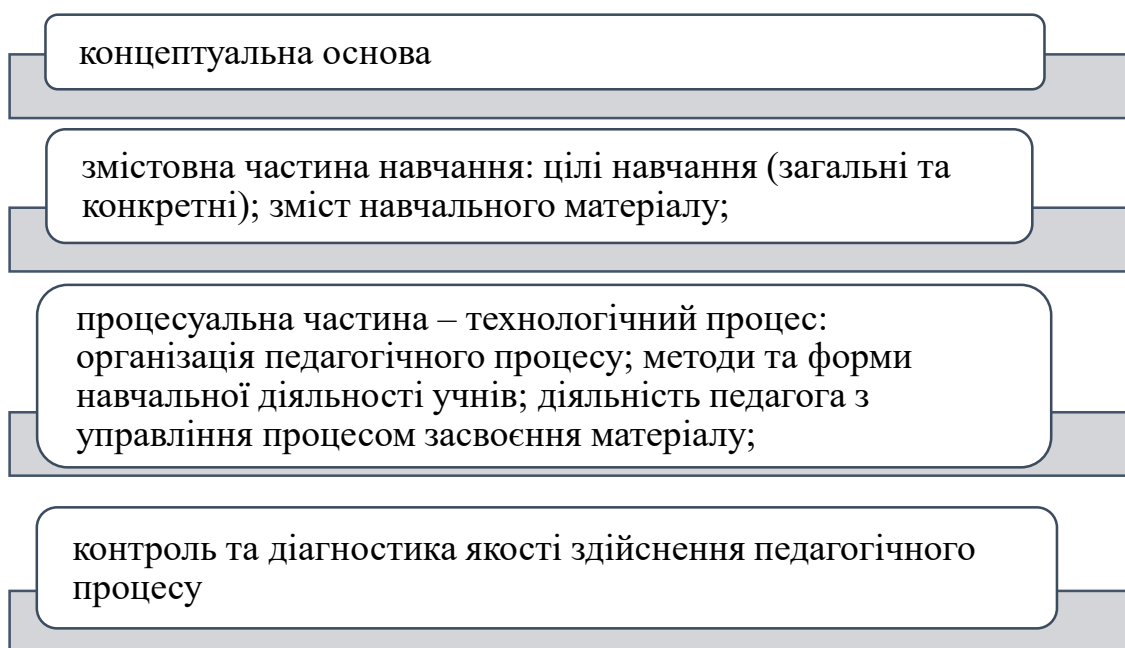 концептуальна основа
змістовна частина навчання: цілі навчання (загальні та
конкретні); зміст навчального матеріалу;
процесуальна частина – технологічний процес:
організація педагогічного процесу; методи та форми
навчальної діяльності учнів; діяльність педагога з
управління процесом засвоєння матеріалу;
контроль та діагностика якості здійснення педагогічного
процесу